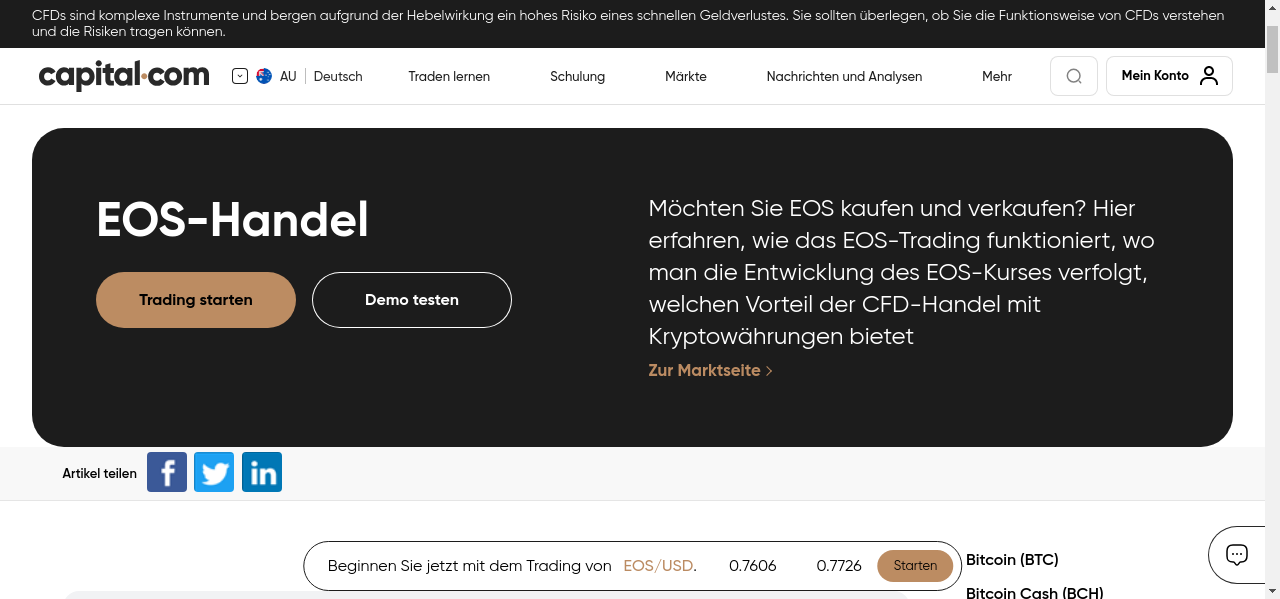 CFDs sind komplexe Instrumente und bergen aufgrund der Hebelwirkung ein hohes Risiko eines schnellen Geldverlustes. Sie sollten überlegen, ob Sie die Funktionsweise von CFDs verstehen
und die Risiken tragen können.
capital.com
AU Deutsch
Traden lernen
Schulung
Märkte
Nachrichten und Analysen
Mehr
Mein Konto
EOS-Handel
Trading starten
Demo testen
Möchten Sie EOS kaufen und verkaufen? Hier
erfahren, wie das EOS-Trading funktioniert, wo
man die Entwicklung des EOS-Kurses verfolgt,
welchen Vorteil der CFD-Handel mit
Kryptowährungen bietet
Zur Marktseite
Artikel teilen
Beginnen Sie jetzt mit dem Trading von EOS/USD. 0.7606 0.7726 Starten
Bitcoin (BTC)
Bitcoin Cash (BCH)